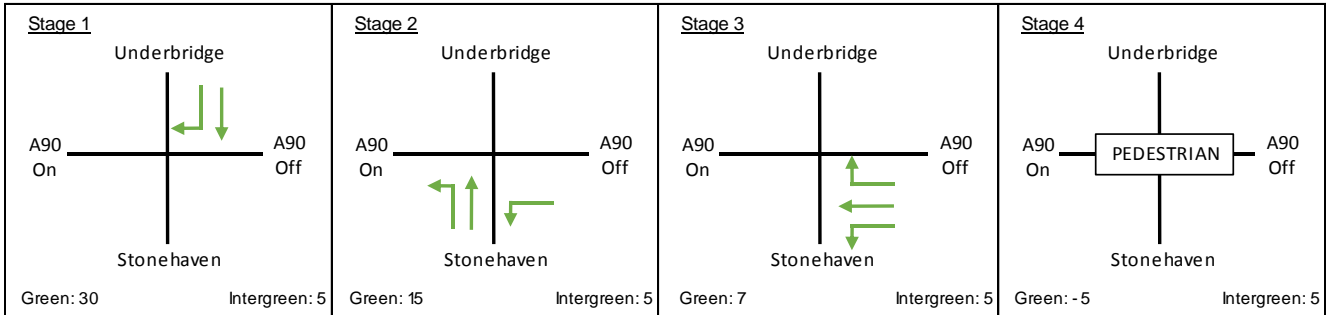 Stage 1
Underbridge
A90
On
A90
Off
Stonehaven
Green: 30
Intergreen: 5
Stage 2
Underbridge
A90
On
A90
Off
Stonehaven
Green: 15
Intergreen: 5
Stage 3
Underbridge
A90
On
A90
Off
Stonehaven
Green: 7
Intergreen: 5
Stage 4
Underbridge
A90
On
PEDESTRIAN
A90
Off
Stonehaven
Green: -5
Intergreen: 5